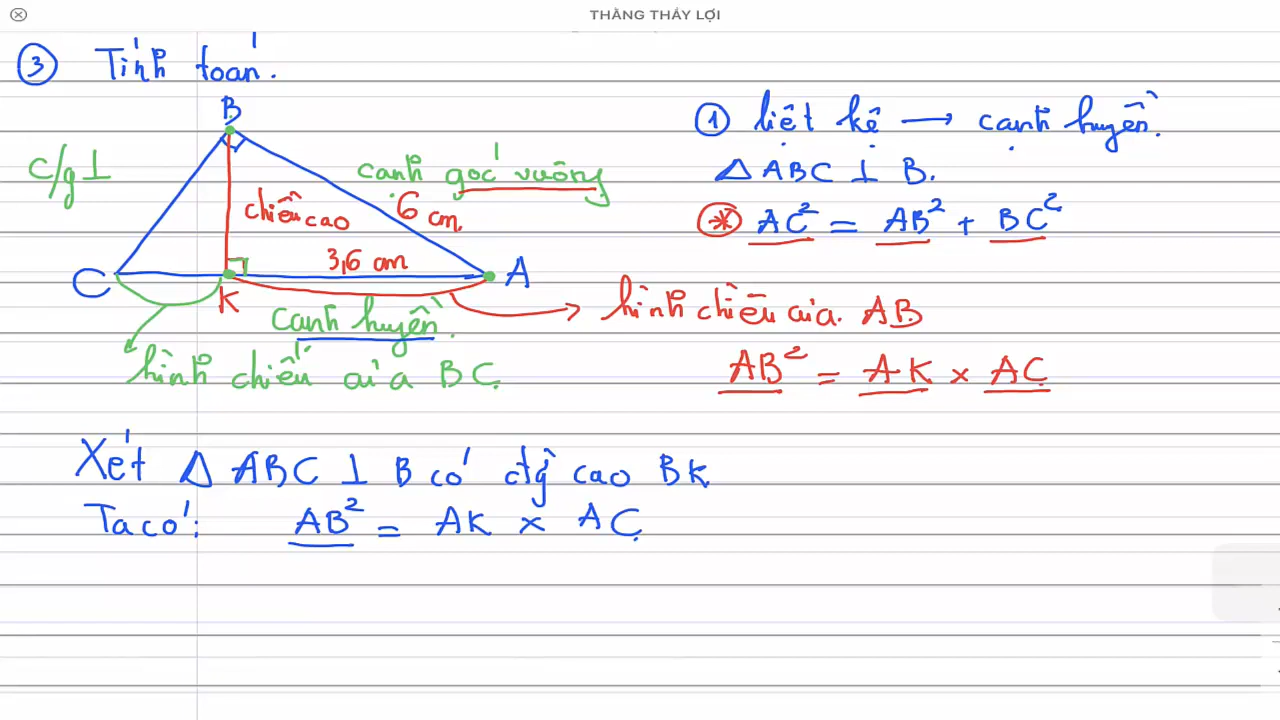 THẦNG THẦY LỢI
③ Tính toán.
B
① liệt kê → cạnh huyền.
C/g ⊥
cạnh góc vuông
△ ABC ⊥ B.
chiều cao
6 cm
⊛ AC² = AB² + BC²
3,6 cm
C
K
A
hình chiếu của AB
cạnh huyền
hình chiếu của BC
AB² = AK × AC
Xét △ ABC ⊥ B có đg cao BK
Ta có: AB² = AK × AC